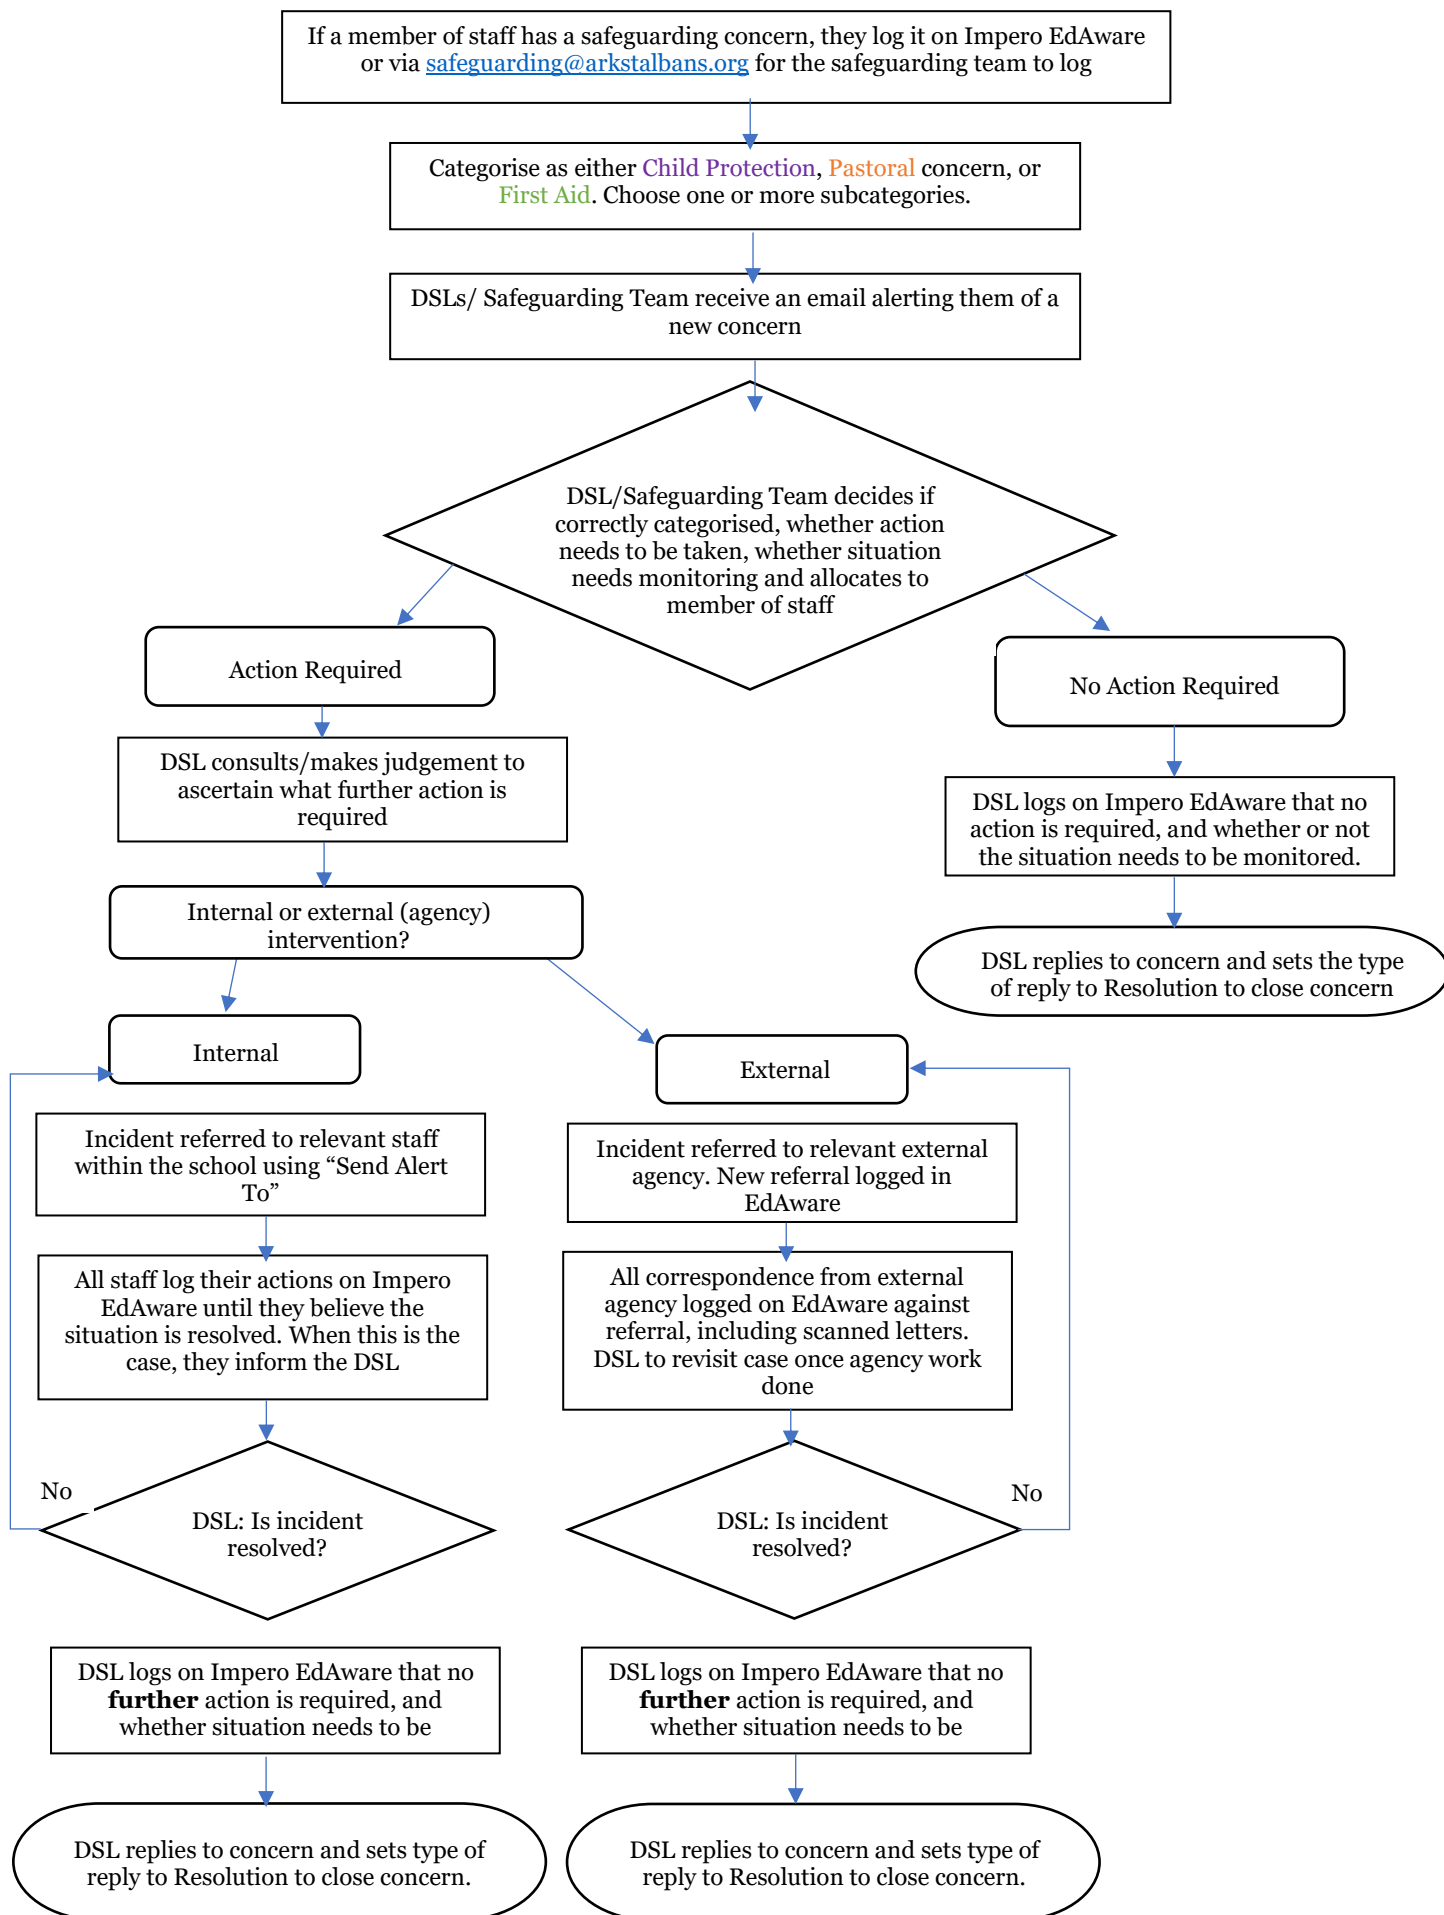 If a member of staff has a safeguarding concern, they log it on Impero EdAware
or via safeguarding@arkstalbans.org for the safeguarding team to log
Categorise as either Child Protection, Pastoral concern, or
First Aid. Choose one or more subcategories.
DSLs/ Safeguarding Team receive an email alerting them of a
new concern
DSL/Safeguarding Team decides if
correctly categorised, whether action
needs to be taken, whether situation
needs monitoring and allocates to
member of staff
Action Required
No Action Required
DSL consults/makes judgement to
ascertain what further action is
required
DSL logs on Impero EdAware that no
action is required, and whether or not
the situation needs to be monitored.
Internal or external (agency)
intervention?
DSL replies to concern and sets the type
of reply to Resolution to close concern
Internal
External
Incident referred to relevant staff
within the school using “Send Alert
To”
Incident referred to relevant external
agency. New referral logged in
EdAware
All staff log their actions on Impero
EdAware until they believe the
situation is resolved. When this is the
case, they inform the DSL
All correspondence from external
agency logged on EdAware against
referral, including scanned letters.
DSL to revisit case once agency work
done
No
DSL: Is incident
resolved?
No
DSL: Is incident
resolved?
DSL logs on Impero EdAware that no
further action is required, and
whether situation needs to be
DSL logs on Impero EdAware that no
further action is required, and
whether situation needs to be
DSL replies to concern and sets type of
reply to Resolution to close concern.
DSL replies to concern and sets type of
reply to Resolution to close concern.